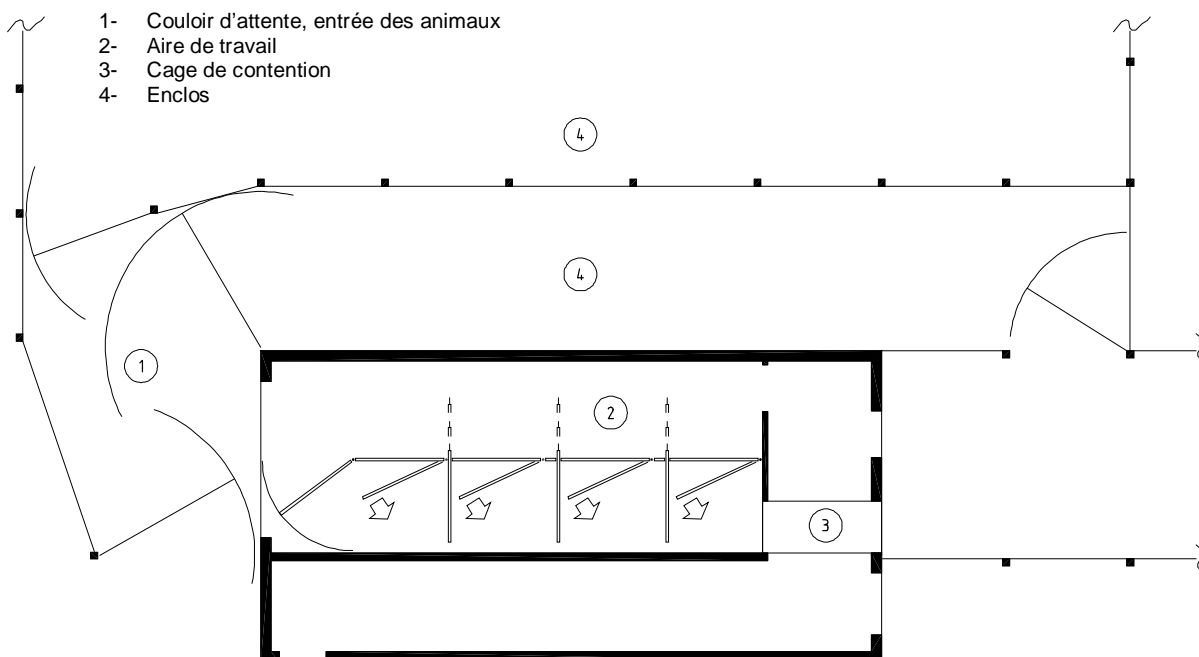 1- Couloir d'attente, entrée des animaux
2- Aire de travail
3- Cage de contention
4- Enclos
4
4
1
2
3